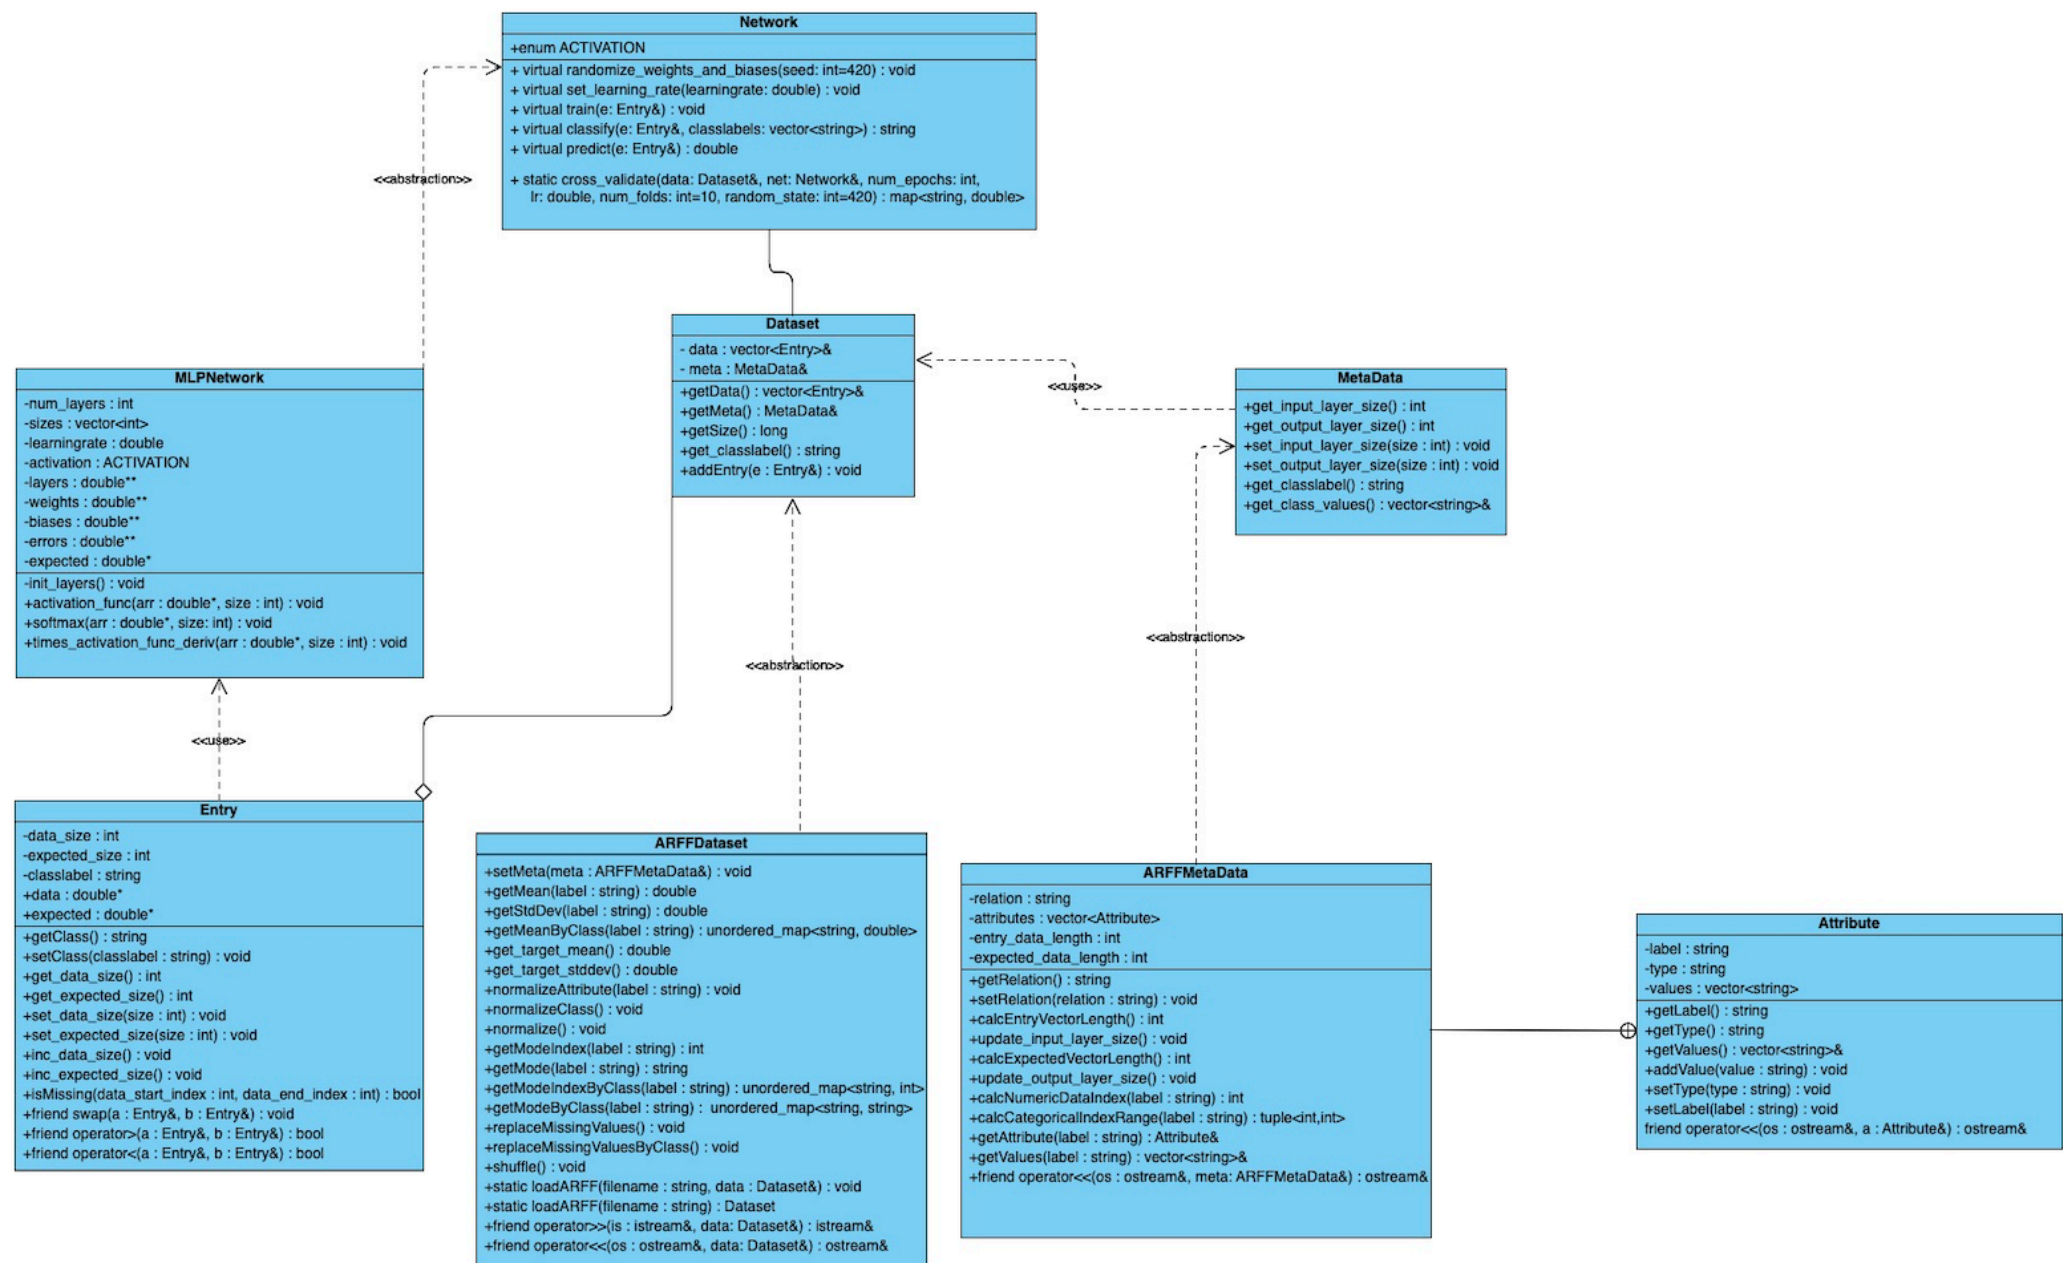 Network
+enum ACTIVATION
+ virtual randomize_weights_and_biases(seed: int=420) : void
+ virtual set_learning_rate(learningrate: double) : void
+ virtual train(e: Entry&) : void
+ virtual classify(e: Entry&, classlabels: vector<string>) : string
+ virtual predict(e: Entry&) : double
+ static cross_validate(data: Dataset&, net: Network&, num_epochs: int,
lr: double, num_folds: int=10, random_state: int=420) : map<string, double>
<<abstraction>>
Dataset
- data : vector<Entry>&
- meta : MetaData&
+getData() : vector<Entry>&
+getMeta() : MetaData&
+getSize() : long
+get_classlabel() : string
+addEntry(e : Entry&) : void
<<use>>
MetaData
+get_input_layer_size() : int
+get_output_layer_size() : int
+set_input_layer_size(size : int) : void
+set_output_layer_size(size : int) : void
+get_classlabel() : string
+get_class_values() : vector<string>&
MLPNetwork
-num_layers : int
-sizes : vector<int>
-learningrate : double
-activation : ACTIVATION
-layers : double**
-weights : double**
-biases : double**
-errors : double**
-expected : double*
-init_layers() : void
+activation_func(arr : double*, size : int) : void
+softmax(arr : double*, size: int) : void
+times_activation_func_deriv(arr : double*, size : int) : void
<<abstraction>>
<<abstraction>>
<<use>>
Entry
-data_size : int
-expected_size : int
-classlabel : string
+data : double*
+expected : double*
+getClass() : string
+setClass(classlabel : string) : void
+get_data_size() : int
+get_expected_size() : int
+set_data_size(size : int) : void
+set_expected_size(size : int) : void
+inc_data_size() : void
+inc_expected_size() : void
+isMissing(data_start_index : int, data_end_index : int) : bool
+friend swap(a : Entry&, b : Entry&) : void
+friend operator>(a : Entry&, b : Entry&) : bool
+friend operator<(a : Entry&, b : Entry&) : bool
ARFFDataset
+setMeta(meta : ARFFMetaData&) : void
+getMean(label : string) : double
+getStdDev(label : string) : double
+getMeanByClass(label : string) : unordered_map<string, double>
+get_target_mean() : double
+get_target_stddev() : double
+normalizeAttribute(label : string) : void
+normalizeClass() : void
+normalize() : void
+getModeIndex(label : string) : int
+getMode(label : string) : string
+getModeIndexByClass(label : string) : unordered_map<string, int>
+getModeByClass(label : string) : unordered_map<string, string>
+replaceMissingValues() : void
+replaceMissingValuesByClass() : void
+shuffle() : void
+static loadARFF(filename : string, data : Dataset&) : void
+static loadARFF(filename : string) : Dataset
+friend operator>>(is : istream&, data: Dataset&) : istream&
+friend operator<<(os : ostream&, data: Dataset&) : ostream&
ARFFMetaData
-relation : string
-attributes : vector<Attribute>
-entry_data_length : int
-expected_data_length : int
+getRelation() : string
+setRelation(relation : string) : void
+calcEntryVectorLength() : int
+update_input_layer_size() : void
+calcExpectedVectorLength() : int
+update_output_layer_size() : void
+calcNumericDataIndex(label : string) : int
+calcCategoricalIndexRange(label : string) : tuple<int,int>
+getAttribute(label : string) : Attribute&
+getValues(label : string) : vector<string>&
+friend operator<<(os : ostream&, meta: ARFFMetaData&) : ostream&
Attribute
-label : string
-type : string
-values : vector<string>
+getLabel() : string
+getType() : string
+getValues() : vector<string>&
+addValue(value : string) : void
+setType(type : string) : void
+setLabel(label : string) : void
friend operator<<(os : ostream&, a : Attribute&) : ostream&